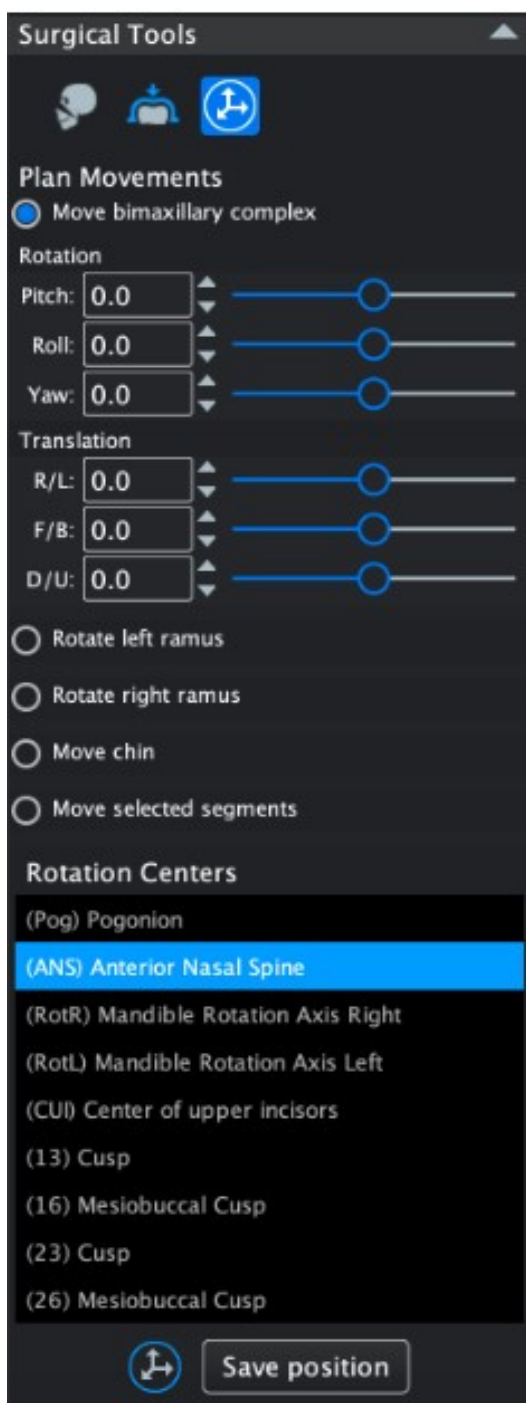 Surgical Tools
Plan Movements
Move bimaxillary complex
Rotation
Pitch: 0.0
Roll: 0.0
Yaw: 0.0
Translation
R/L: 0.0
F/B: 0.0
D/U: 0.0
Rotate left ramus
Rotate right ramus
Move chin
Move selected segments
Rotation Centers
(Pog) Pogonion
(ANS) Anterior Nasal Spine
(RotR) Mandible Rotation Axis Right
(RotL) Mandible Rotation Axis Left
(CUI) Center of upper incisors
(13) Cusp
(16) Mesiobuccal Cusp
(23) Cusp
(26) Mesiobuccal Cusp
Save position